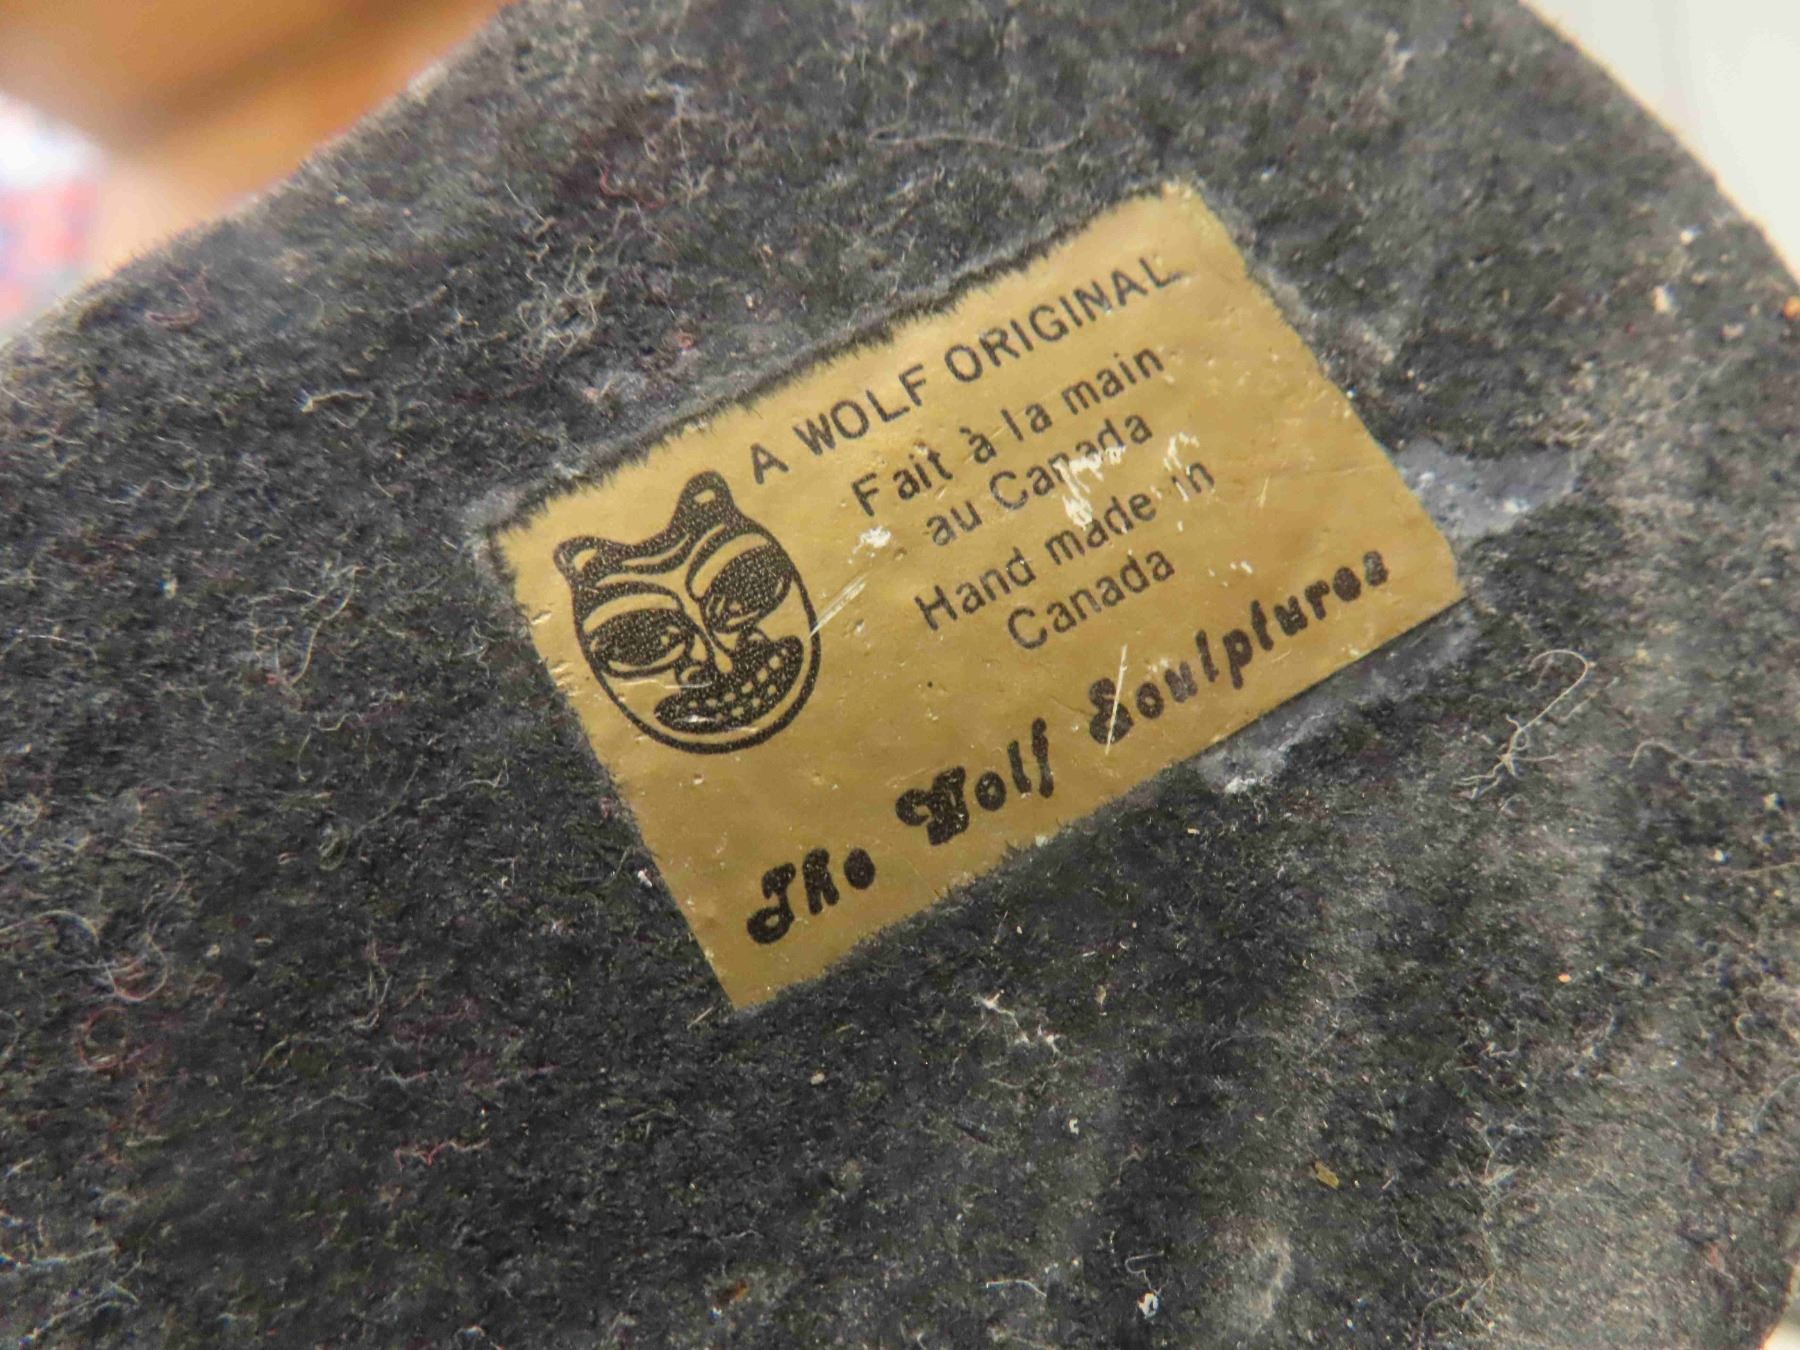 A WOLF ORIGINAL
Fait à la main
au Canada
Hand made in
Canada
The Wolf Sculptures